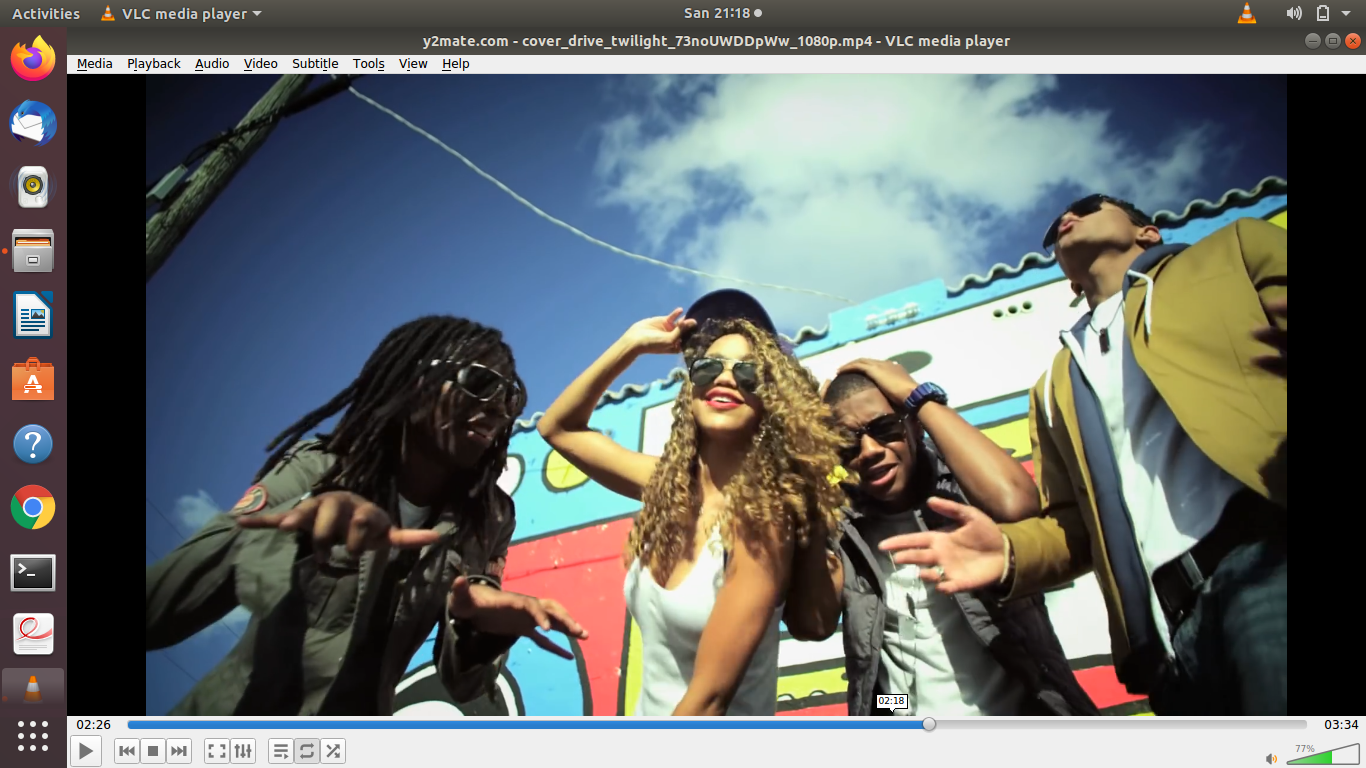 Activities VLC media player San 21:18
y2mate.com - cover_drive_twilight_73noUWDDpWw_1080p.mp4 - VLC media player
Media Playback Audio Video Subtitle Tools View Help
02:18
02:26 03:34
77%